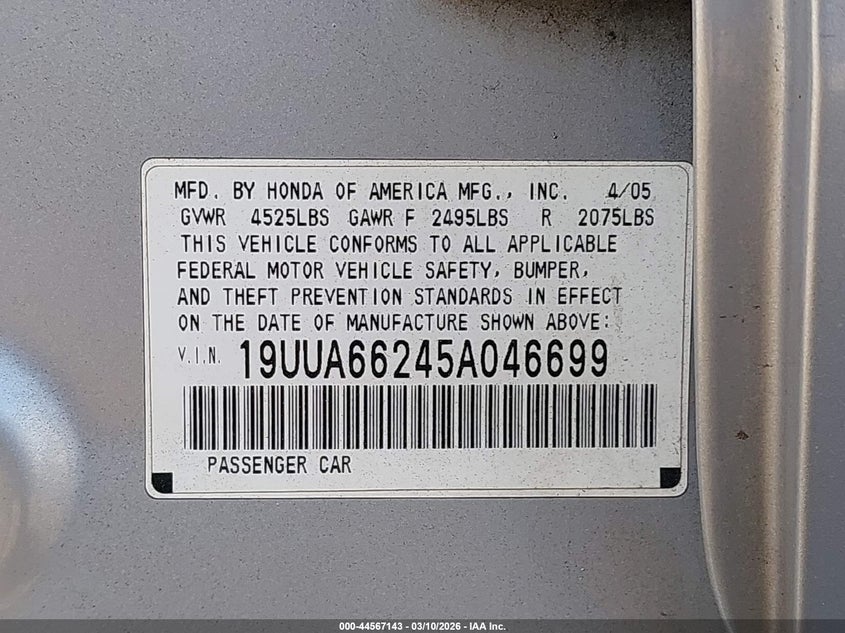 MFD. BY HONDA OF AMERICA MFG., INC. 4/05
GVWR 4525LBS GAWR F 2495LBS R 2075LBS
THIS VEHICLE CONFORMS TO ALL APPLICABLE
FEDERAL MOTOR VEHICLE SAFETY, BUMPER,
AND THEFT PREVENTION STANDARDS IN EFFECT
ON THE DATE OF MANUFACTURE SHOWN ABOVE:
V.I.N. 19UUA66245A046699
PASSENGER CAR
000-44567143 - 03/10/2026 - IAA Inc.